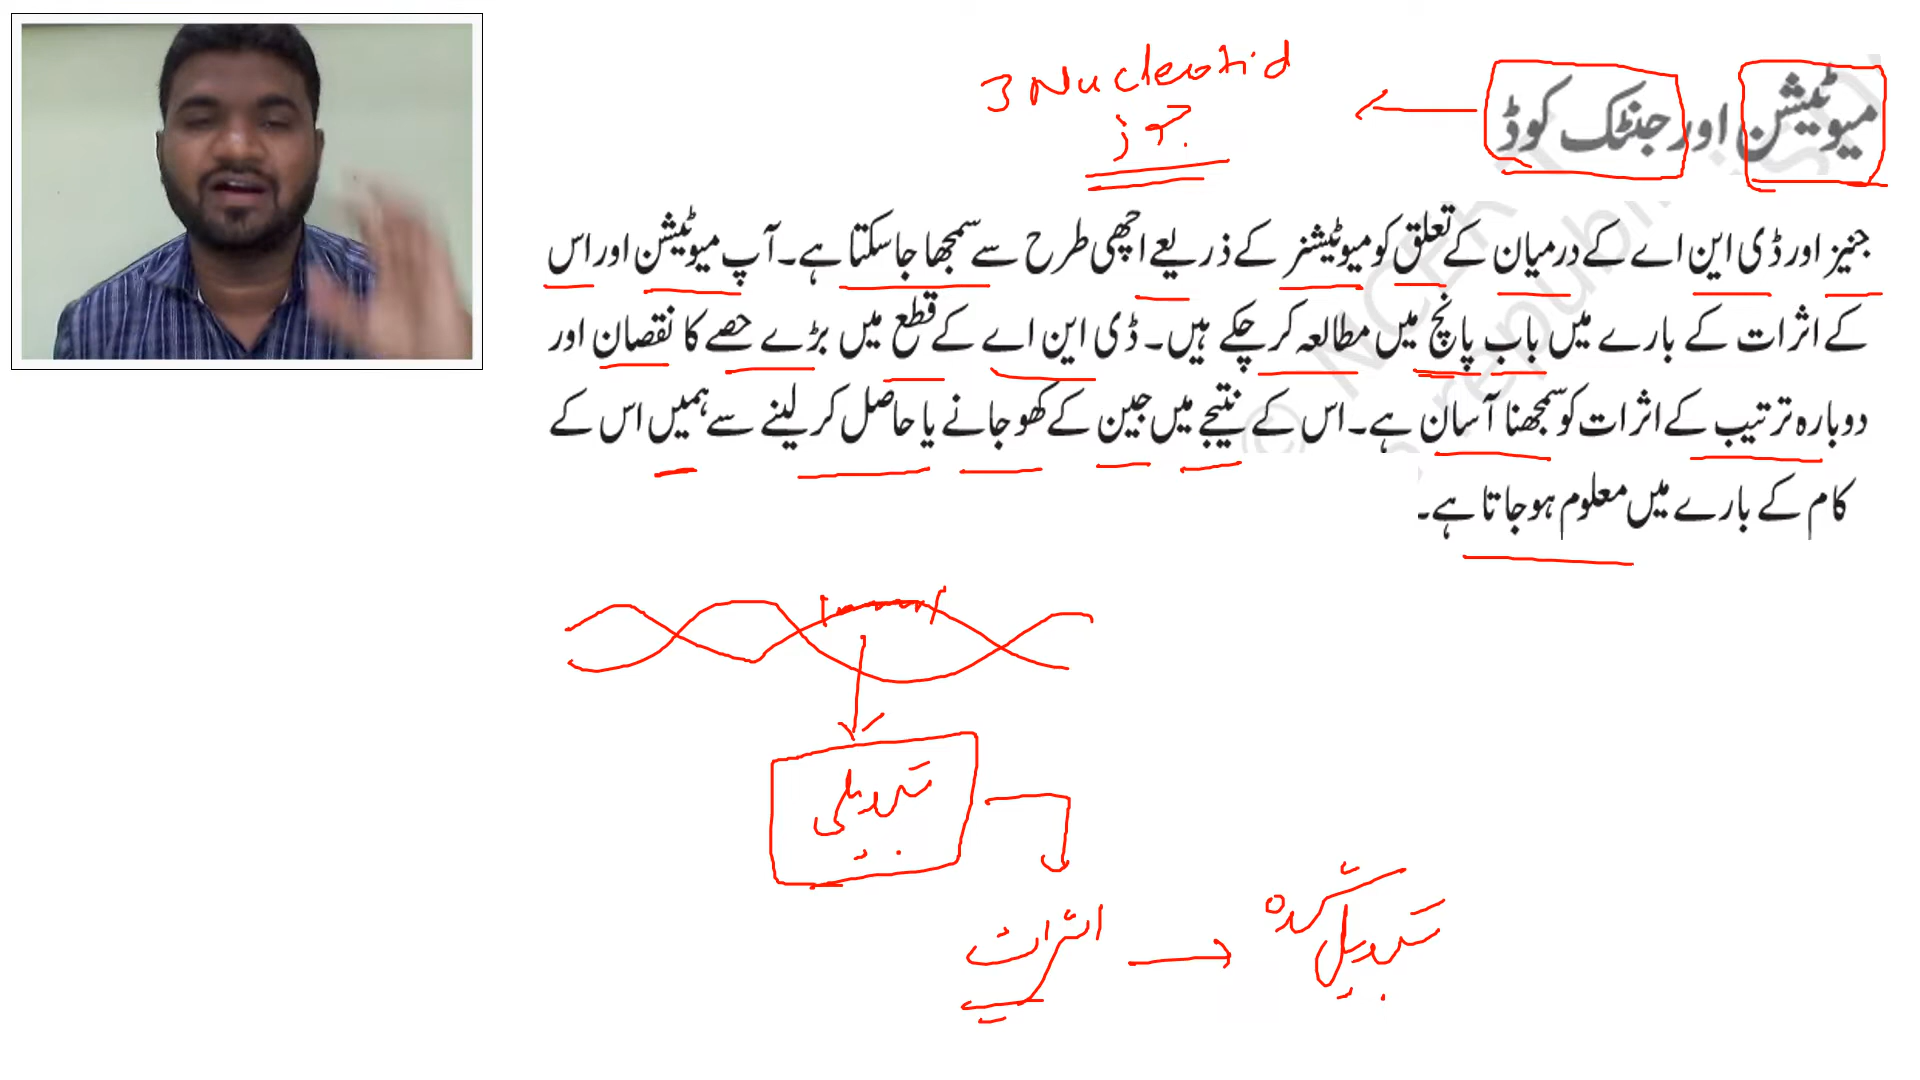 میوٹیشن اور جنٹک کوڈ
3 Nucleotid
جنیز اور ڈی این اے کے درمیان کے تعلق کو میوٹیشنز کے ذریعے اچھی طرح سے سمجھا جا سکتا ہے۔ آپ میوٹیشن اور اس
کے اثرات کے بارے میں باب پانچ میں مطالعہ کر چکے ہیں۔ ڈی این اے کے قطع میں بڑے حصے کا نقصان اور
دوبارہ ترتیب کے اثرات کو سمجھنا آسان ہے۔ اس کے نتیجے میں جین کے کھو جانے یا حاصل کر لینے سے ہمیں اس کے
کام کے بارے میں معلوم ہو جاتا ہے۔
تبدیلی
اثرات
تبدیل کردہ